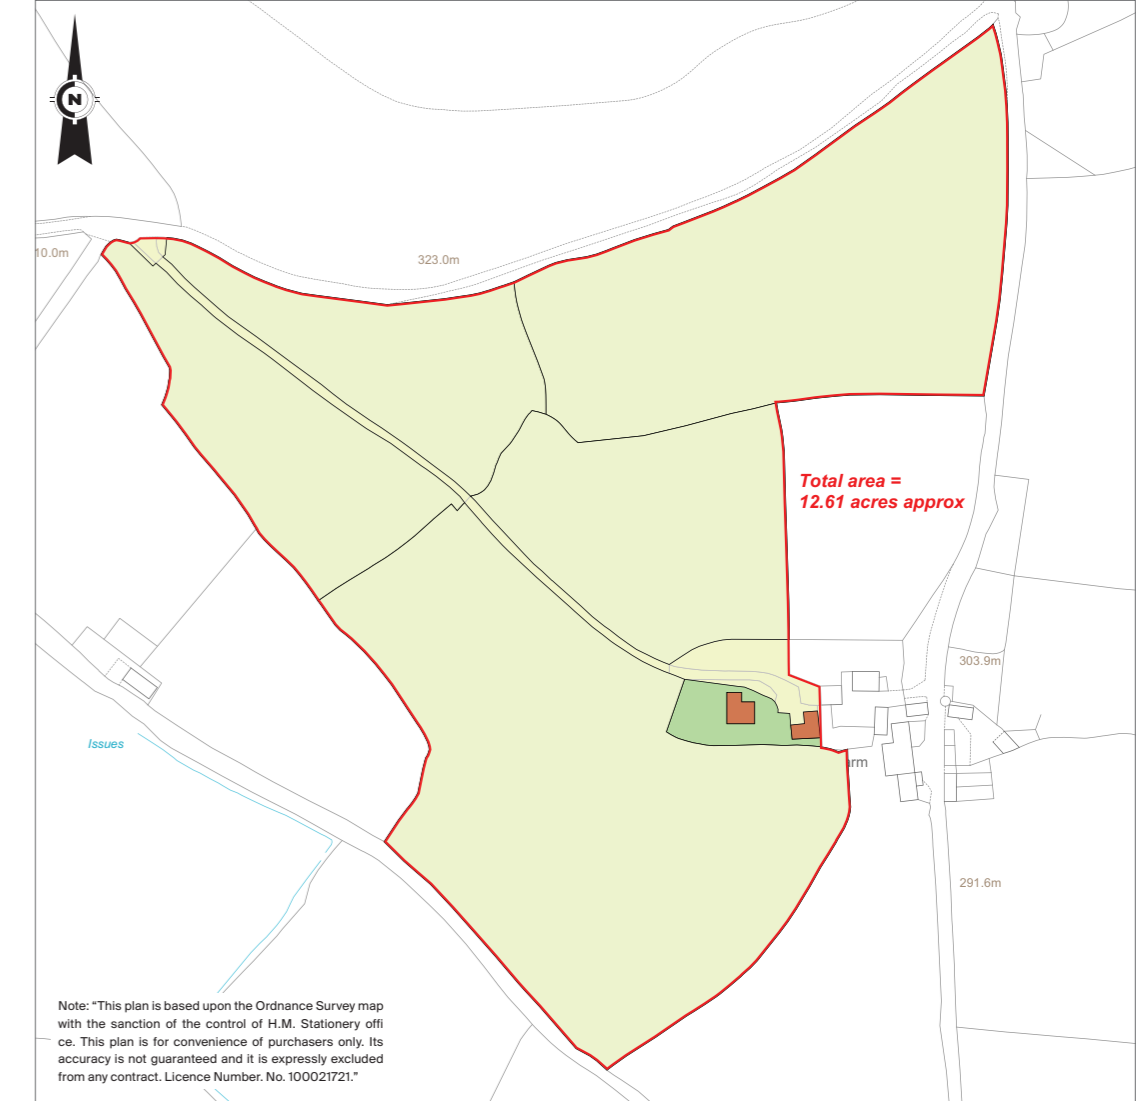 N
10.0m
323.0m
Total area =
12.61 acres approx
303.9m
Issues
arm
291.6m
Note: “This plan is based upon the Ordnance Survey map
with the sanction of the control of H.M. Stationery offi
ce. This plan is for convenience of purchasers only. Its
accuracy is not guaranteed and it is expressly excluded
from any contract. Licence Number. No. 100021721.”